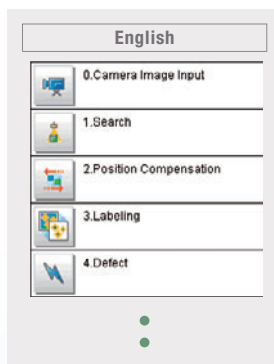 English
0.Camera Image Input
1.Search
2.Position Compensation
3.Labeling
4.Defect